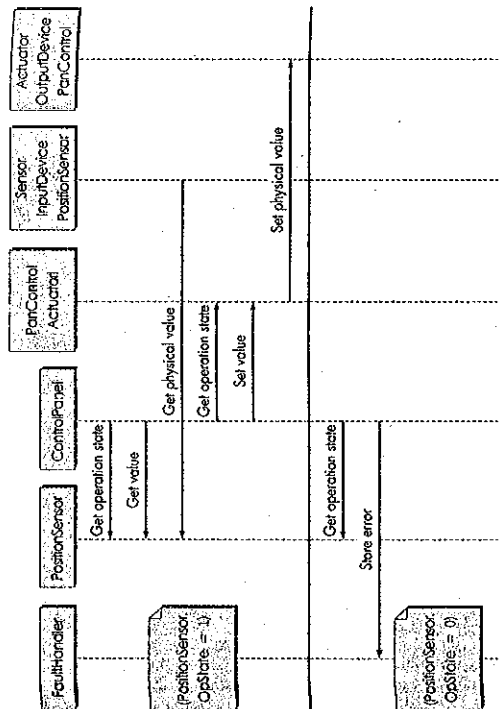 FaultHandler
PositionSensor
ControlPanel
PanControl
Actuator
Sensor
InputDevice
PositionSensor
Actuator
OutputDevice
PanControl
Get operation state
Get value
(PositionSensor.
OpState = 1)
Get physical value
Get operation state
Set value
Set physical value
Get operation state
Store error
(PositionSensor.
OpState = 0)